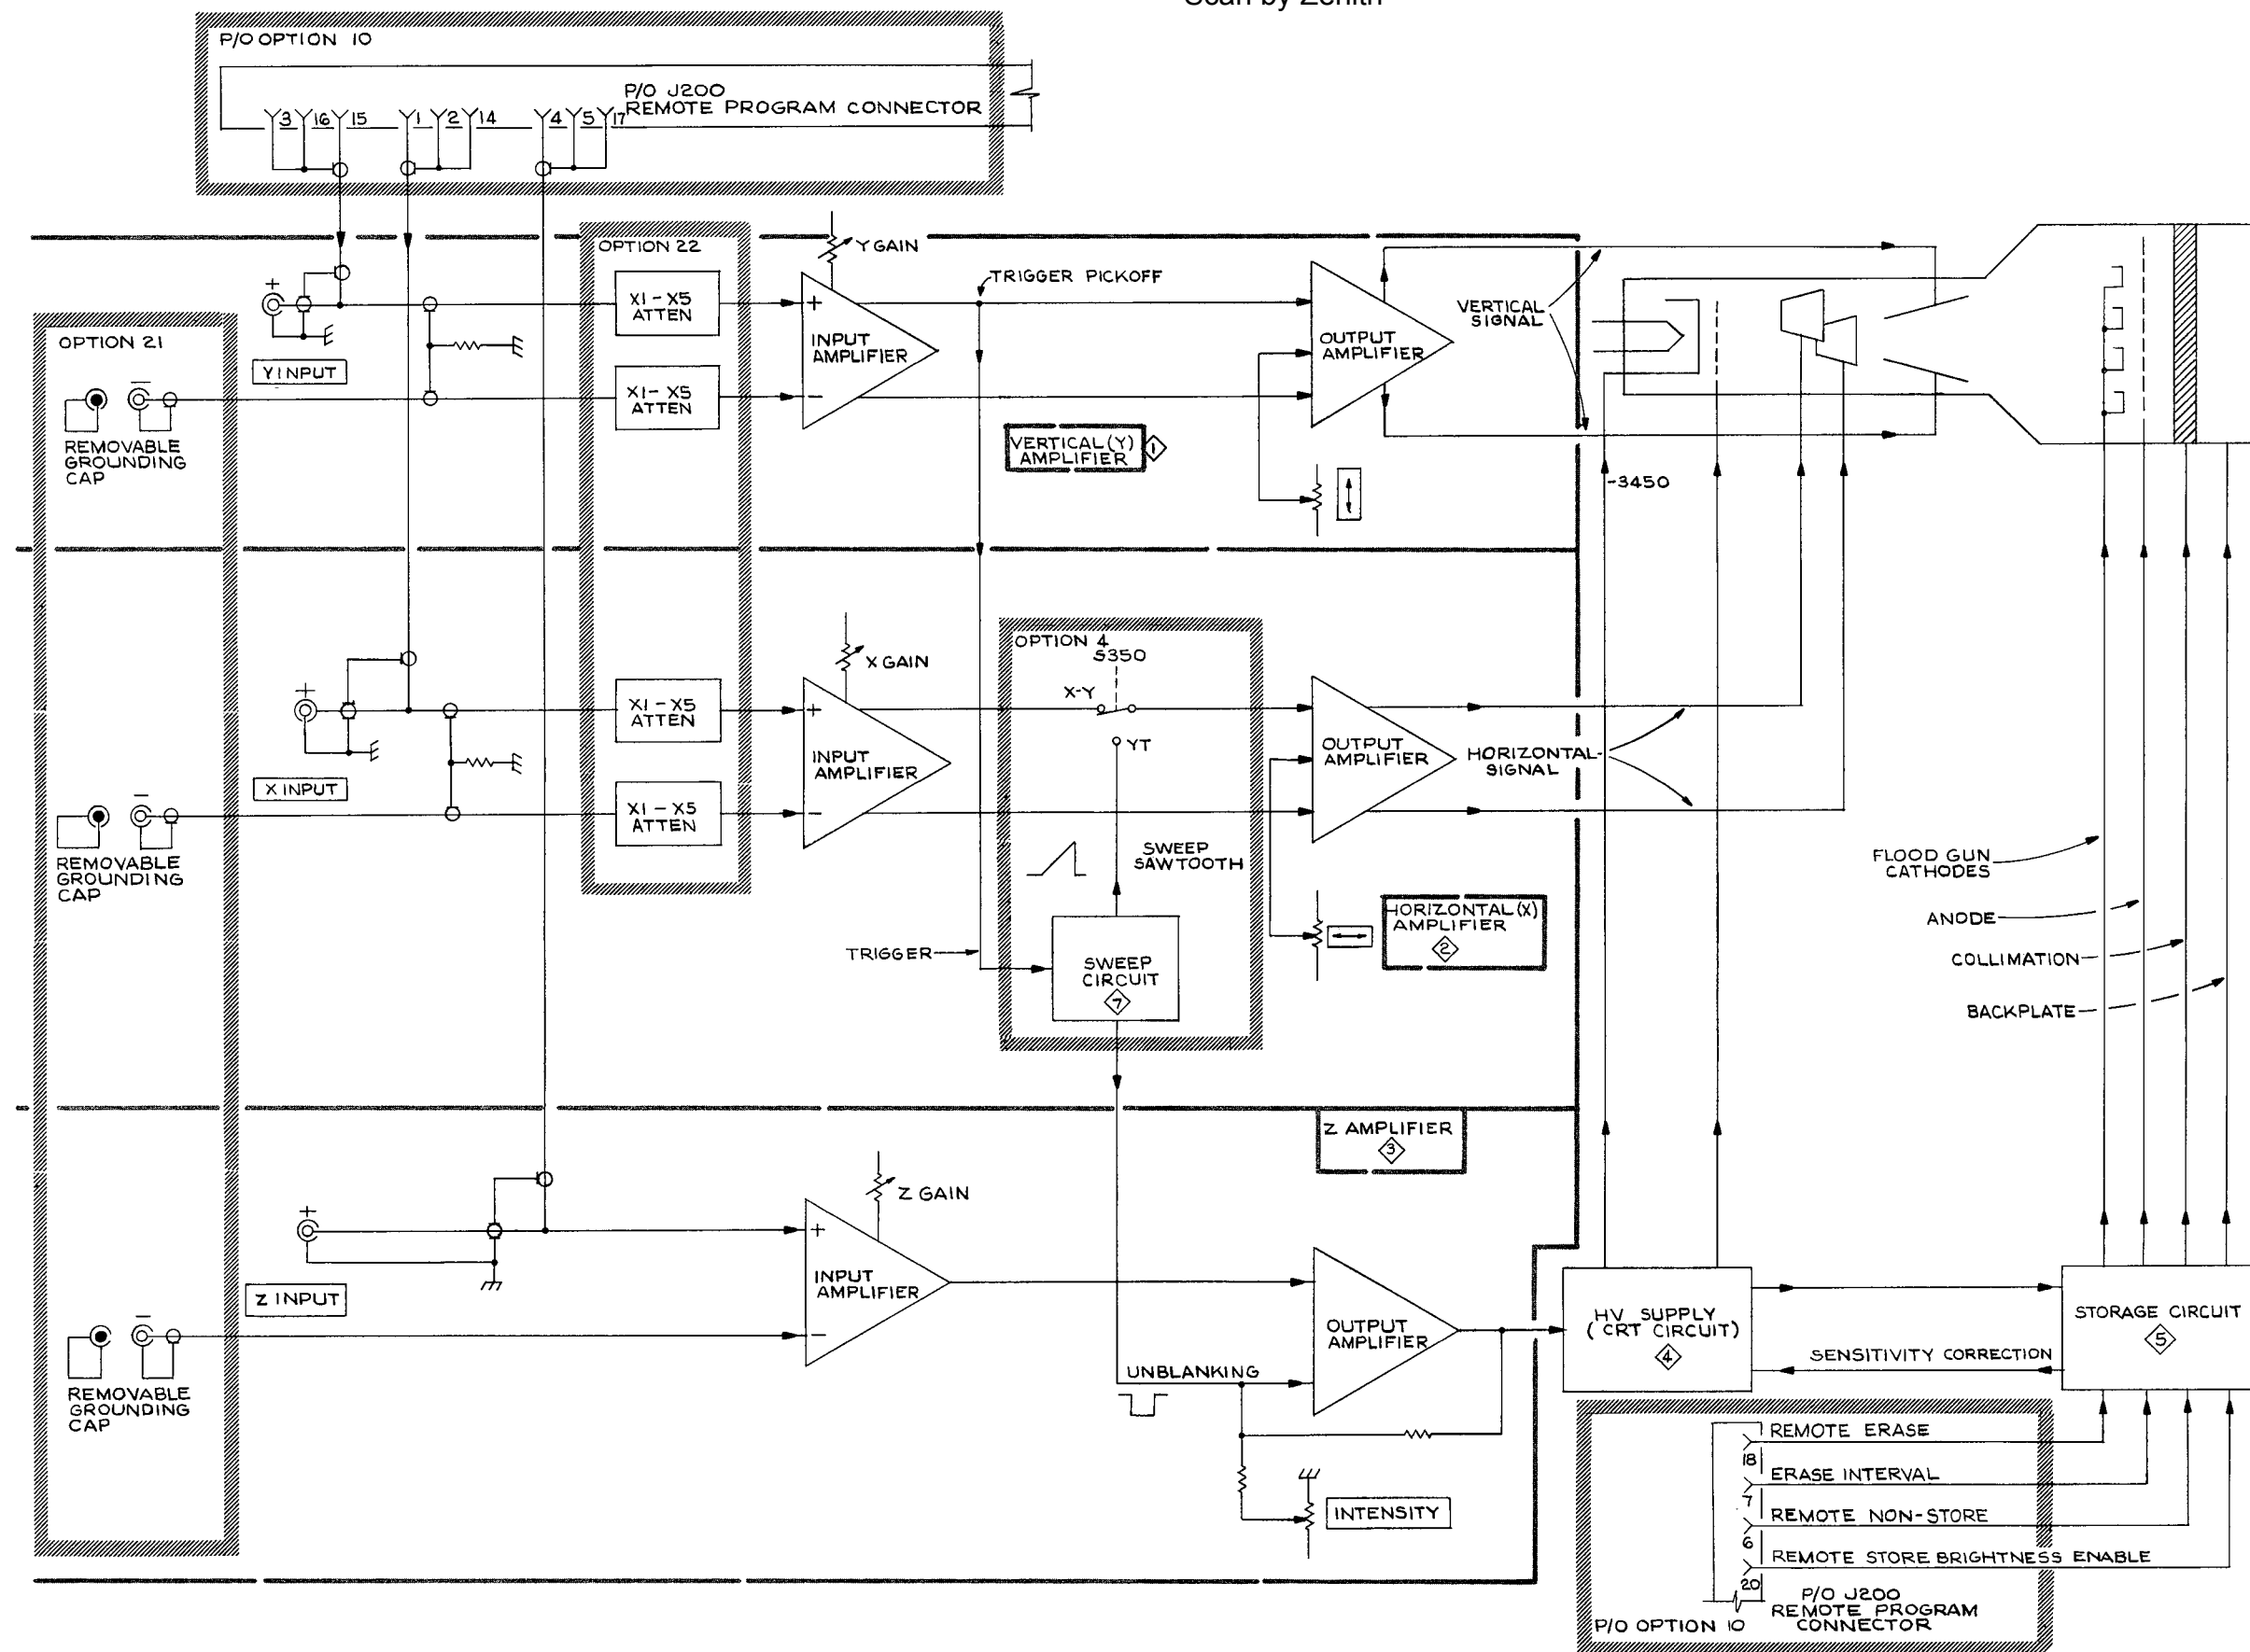 Scan by Zenith
P/O OPTION 10
P/O J200
REMOTE PROGRAM CONNECTOR
3 16 15 1 2 14 4 5 17
OPTION 22
Y GAIN
TRIGGER PICKOFF
+
X1-X5
ATTEN
+
INPUT
AMPLIFIER
OUTPUT
AMPLIFIER
VERTICAL
SIGNAL
OPTION 21
Y INPUT
−
X1-X5
ATTEN
−
REMOVABLE
GROUNDING
CAP
VERTICAL (Y)
AMPLIFIER
1
-3450
OPTION 4
S350
X GAIN
X-Y
+
X1-X5
ATTEN
+
YT
INPUT
AMPLIFIER
OUTPUT
AMPLIFIER
HORIZONTAL
SIGNAL
X INPUT
−
X1-X5
ATTEN
−
REMOVABLE
GROUNDING
CAP
SWEEP
SAWTOOTH
FLOOD GUN
CATHODES
HORIZONTAL (X)
AMPLIFIER
2
ANODE
TRIGGER
SWEEP
CIRCUIT
7
COLLIMATION
BACKPLATE
Z AMPLIFIER
3
Z GAIN
+
+
INPUT
AMPLIFIER
Z INPUT
−
−
OUTPUT
AMPLIFIER
HV SUPPLY
(CRT CIRCUIT)
4
STORAGE CIRCUIT
5
SENSITIVITY CORRECTION
UNBLANKING
REMOVABLE
GROUNDING
CAP
INTENSITY
REMOTE ERASE
18
ERASE INTERVAL
7
REMOTE NON-STORE
6
REMOTE STORE BRIGHTNESS ENABLE
20
P/O J200
REMOTE PROGRAM
CONNECTOR
P/O OPTION 10